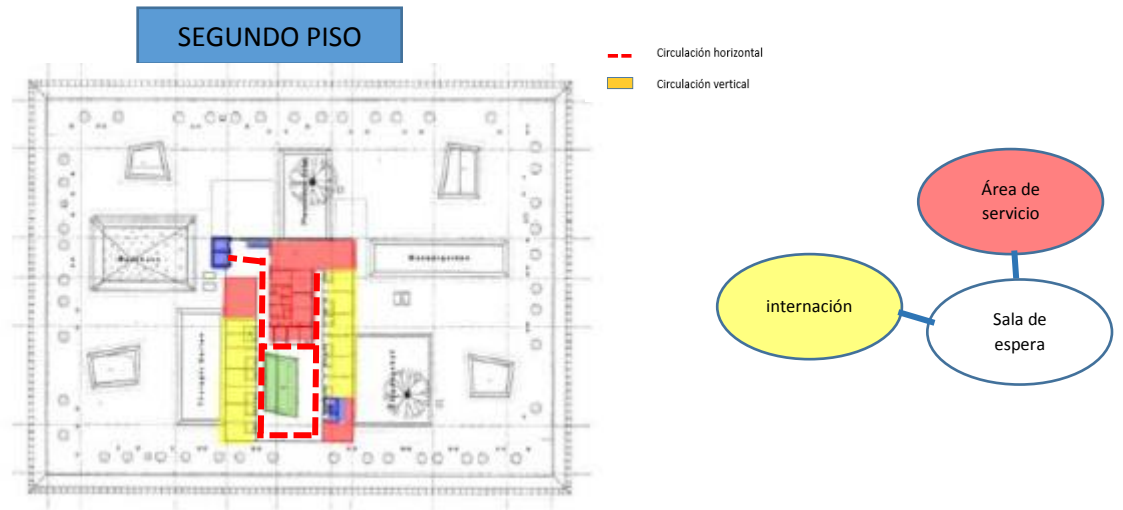 SEGUNDO PISO
Circulación horizontal
Circulación vertical
Área de
servicio
internación
Sala de
espera